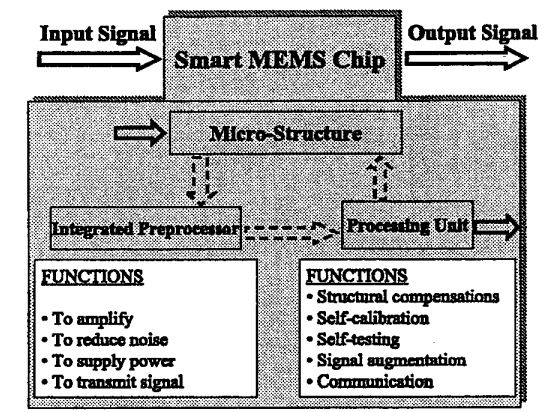 Input Signal
Output Signal
Smart MEMS Chip
Micro-Structure
Integrated Preprocessor
Processing Unit
FUNCTIONS
• To amplify
• To reduce noise
• To supply power
• To transmit signal
FUNCTIONS
• Structural compensations
• Self-calibration
• Self-testing
• Signal augmentation
• Communication